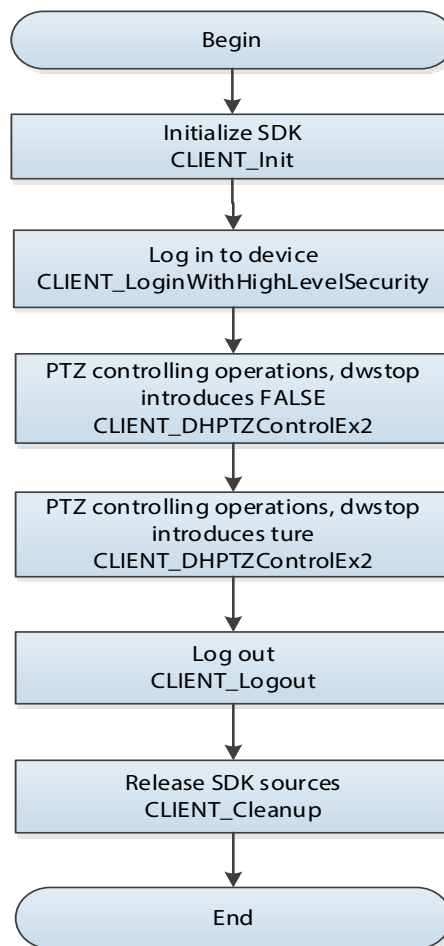 Begin
Initialize SDK
CLIENT_Init
Log in to device
CLIENT_LoginWithHighLevelSecurity
PTZ controlling operations, dwstop
introduces FALSE
CLIENT_DHPTZControlEx2
PTZ controlling operations, dwstop
introduces ture
CLIENT_DHPTZControlEx2
Log out
CLIENT_Logout
Release SDK sources
CLIENT_Cleanup
End